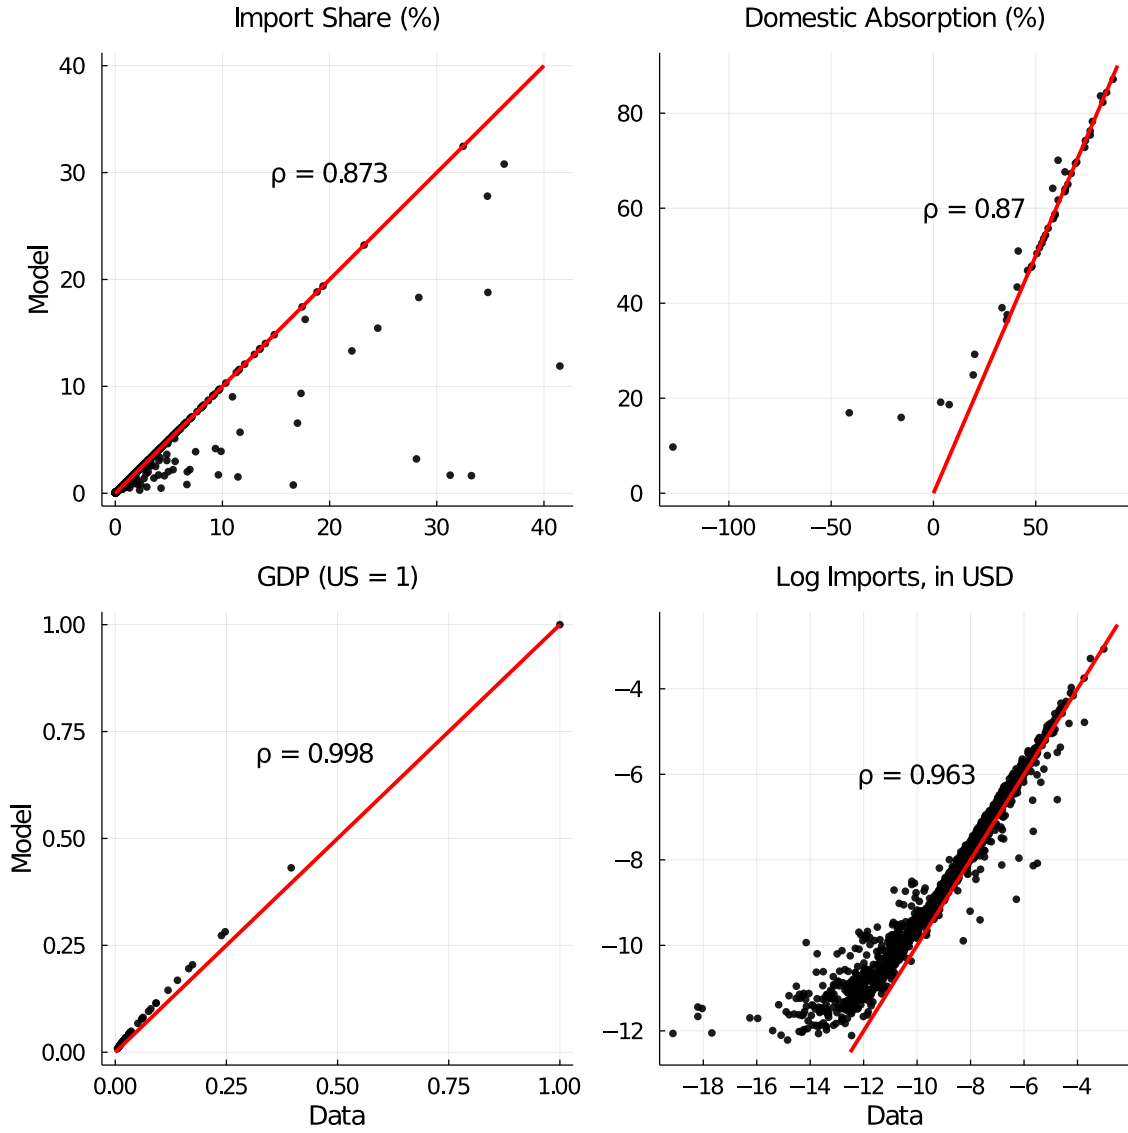 Import Share (%)
Model
40
30
20
10
0
ρ = 0.873
0 10 20 30 40
Domestic Absorption (%)
80
60
40
20
0
ρ = 0.87
−100 −50 0 50
GDP (US = 1)
Model
1.00
0.75
0.50
0.25
0.00
ρ = 0.998
0.00 0.25 0.50 0.75 1.00
Data
Log Imports, in USD
−4
−6
−8
−10
−12
ρ = 0.963
−18 −16 −14 −12 −10 −8 −6 −4
Data